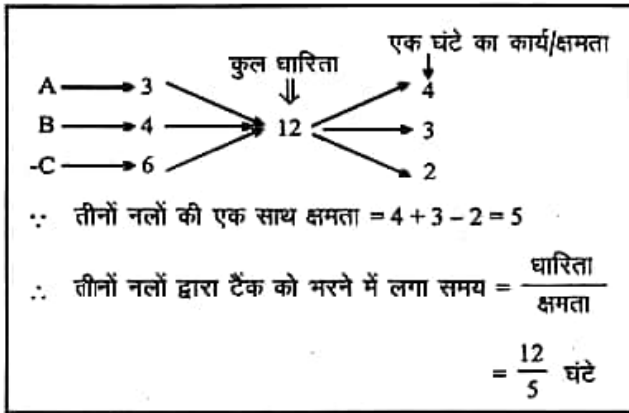 एक घंटे का कार्य/क्षमता
कुल धारिता
A 3 4
B 4 12 3
-C 6 2
∵ तीनों नलों की एक साथ क्षमता = 4 + 3 – 2 = 5
∴ तीनों नलों द्वारा टैंक को भरने में लगा समय = धारिता / क्षमता
= 12/5 घंटे